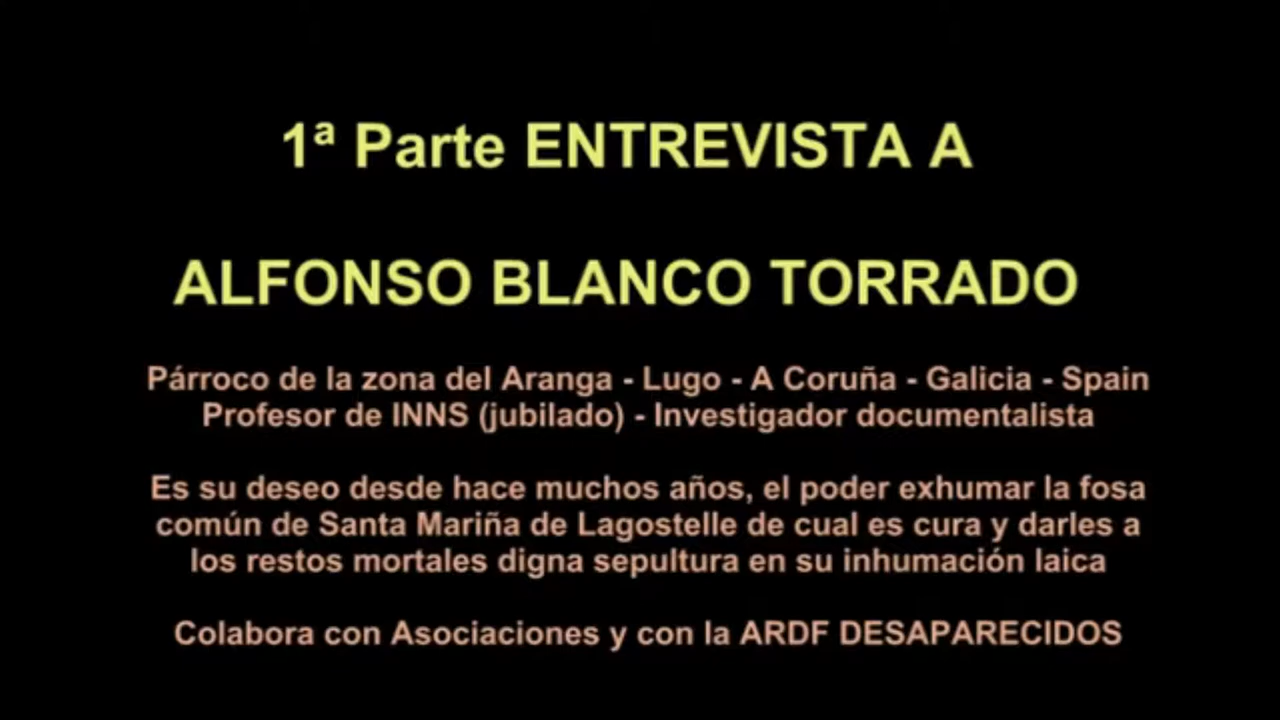 1ª Parte ENTREVISTA A
ALFONSO BLANCO TORRADO
Párroco de la zona del Aranga - Lugo - A Coruña - Galicia - Spain
Profesor de INNS (jubilado) - Investigador documentalista
Es su deseo desde hace muchos años, el poder exhumar la fosa
común de Santa Mariña de Lagostelle de cual es cura y darles a
los restos mortales digna sepultura en su inhumación laica
Colabora con Asociaciones y con la ARDF DESAPARECIDOS